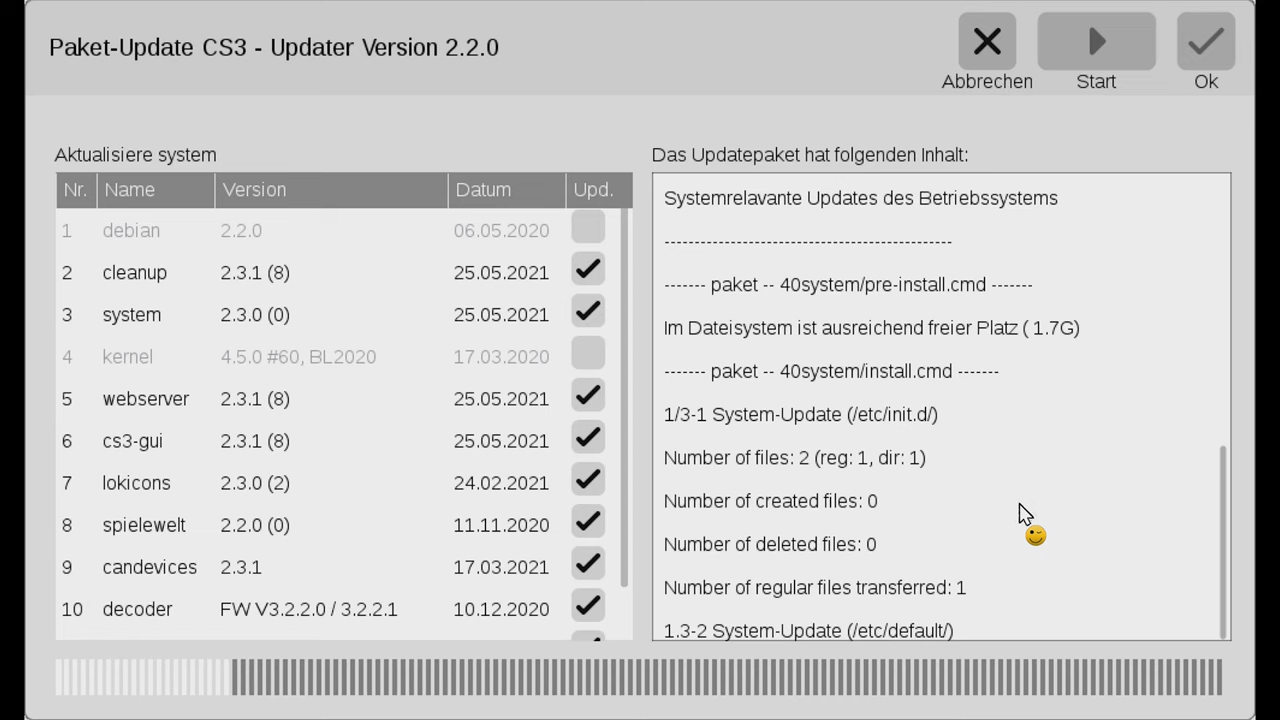 Paket-Update CS3 - Updater Version 2.2.0
Abbrechen
Start
Ok
Aktualisiere system
Nr. Name Version Datum Upd.
1 debian 2.2.0 06.05.2020
2 cleanup 2.3.1 (8) 25.05.2021
3 system 2.3.0 (0) 25.05.2021
4 kernel 4.5.0 #60, BL2020 17.03.2020
5 webserver 2.3.1 (8) 25.05.2021
6 cs3-gui 2.3.1 (8) 25.05.2021
7 lokicons 2.3.0 (2) 24.02.2021
8 spielewelt 2.2.0 (0) 11.11.2020
9 candevices 2.3.1 17.03.2021
10 decoder FW V3.2.2.0 / 3.2.2.1 10.12.2020
Das Updatepaket hat folgenden Inhalt:
Systemrelavante Updates des Betriebssystems
------------------------------------------------
------- paket -- 40system/pre-install.cmd -------
Im Dateisystem ist ausreichend freier Platz ( 1.7G)
------- paket -- 40system/install.cmd -------
1/3-1 System-Update (/etc/init.d/)
Number of files: 2 (reg: 1, dir: 1)
Number of created files: 0
Number of deleted files: 0
Number of regular files transferred: 1
1.3-2 System-Update (/etc/default/)